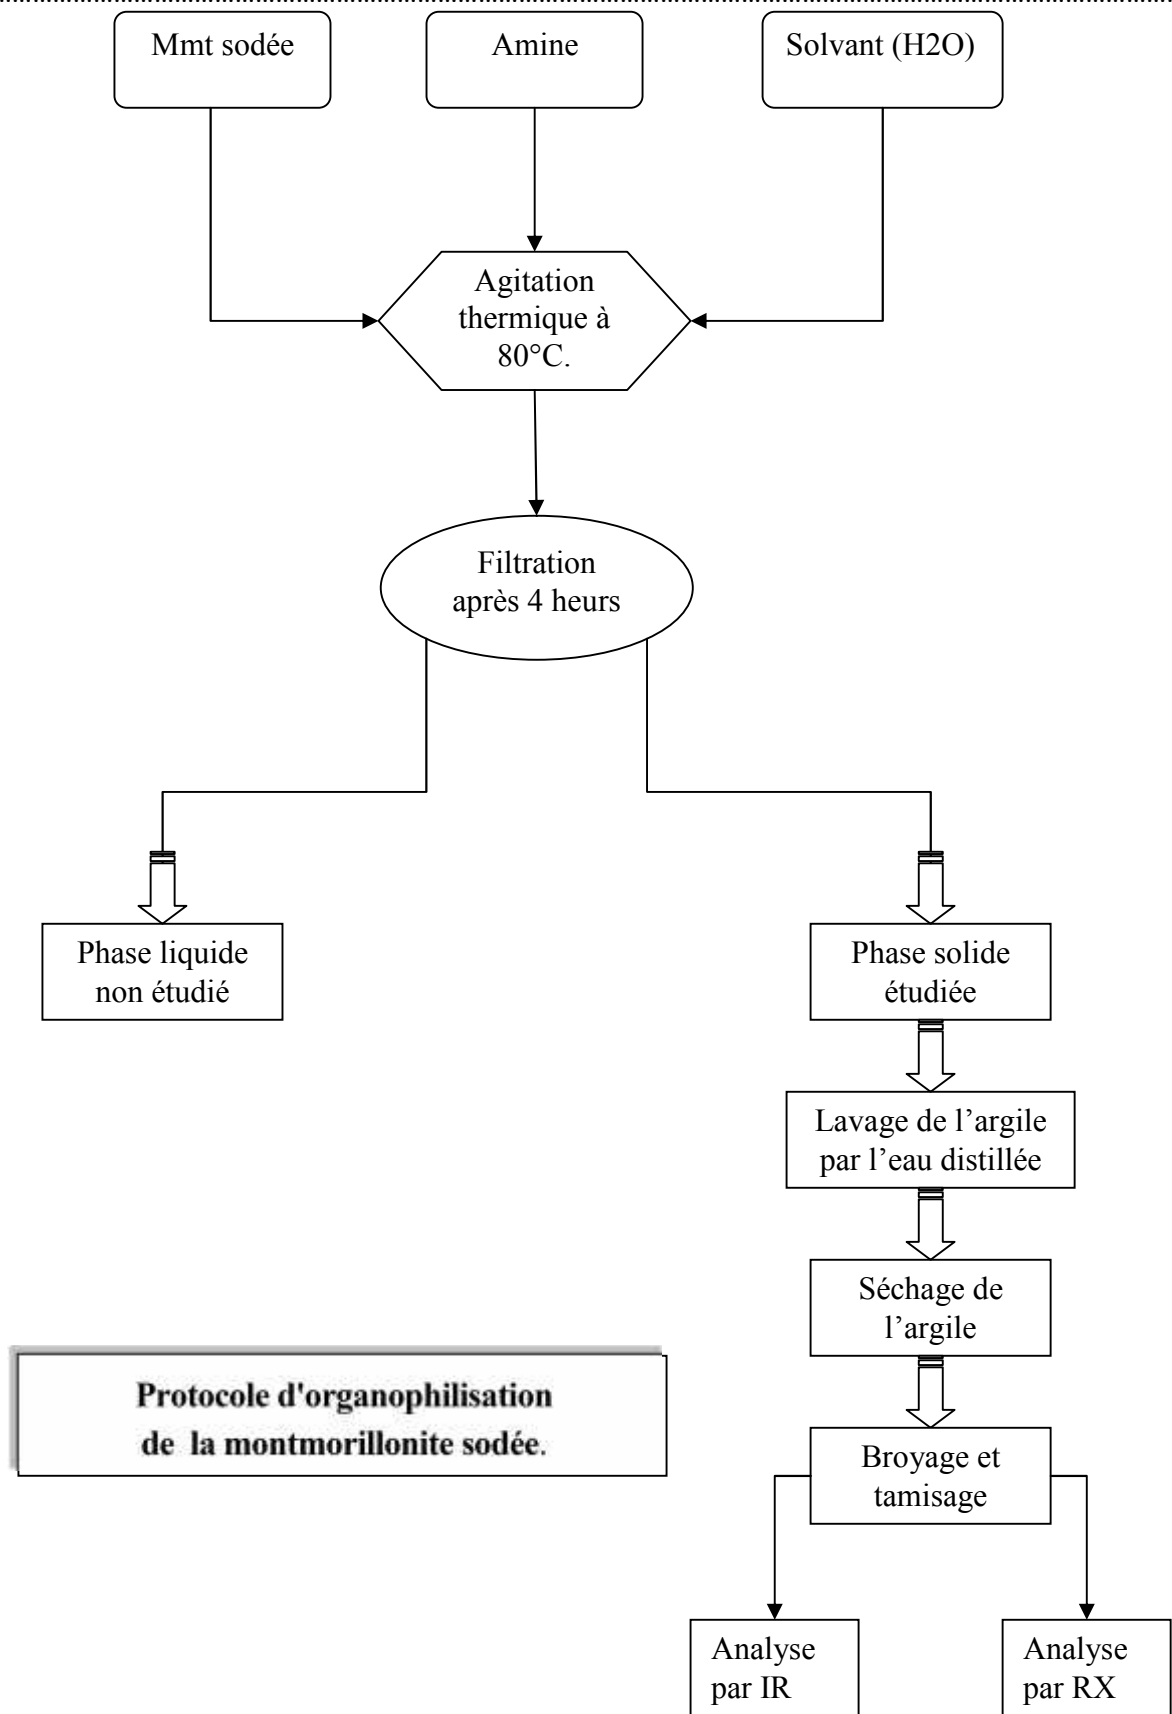 Mmt sodée
Amine
Solvant (H2O)
Agitation
thermique à
80°C.
Filtration
après 4 heurs
Phase liquide
non étudié
Phase solide
étudiée
Lavage de l’argile
par l’eau distillée
Séchage de
l’argile
Protocole d'organophilisation
de la montmorillonite sodée.
Broyage et
tamisage
Analyse
par IR
Analyse
par RX